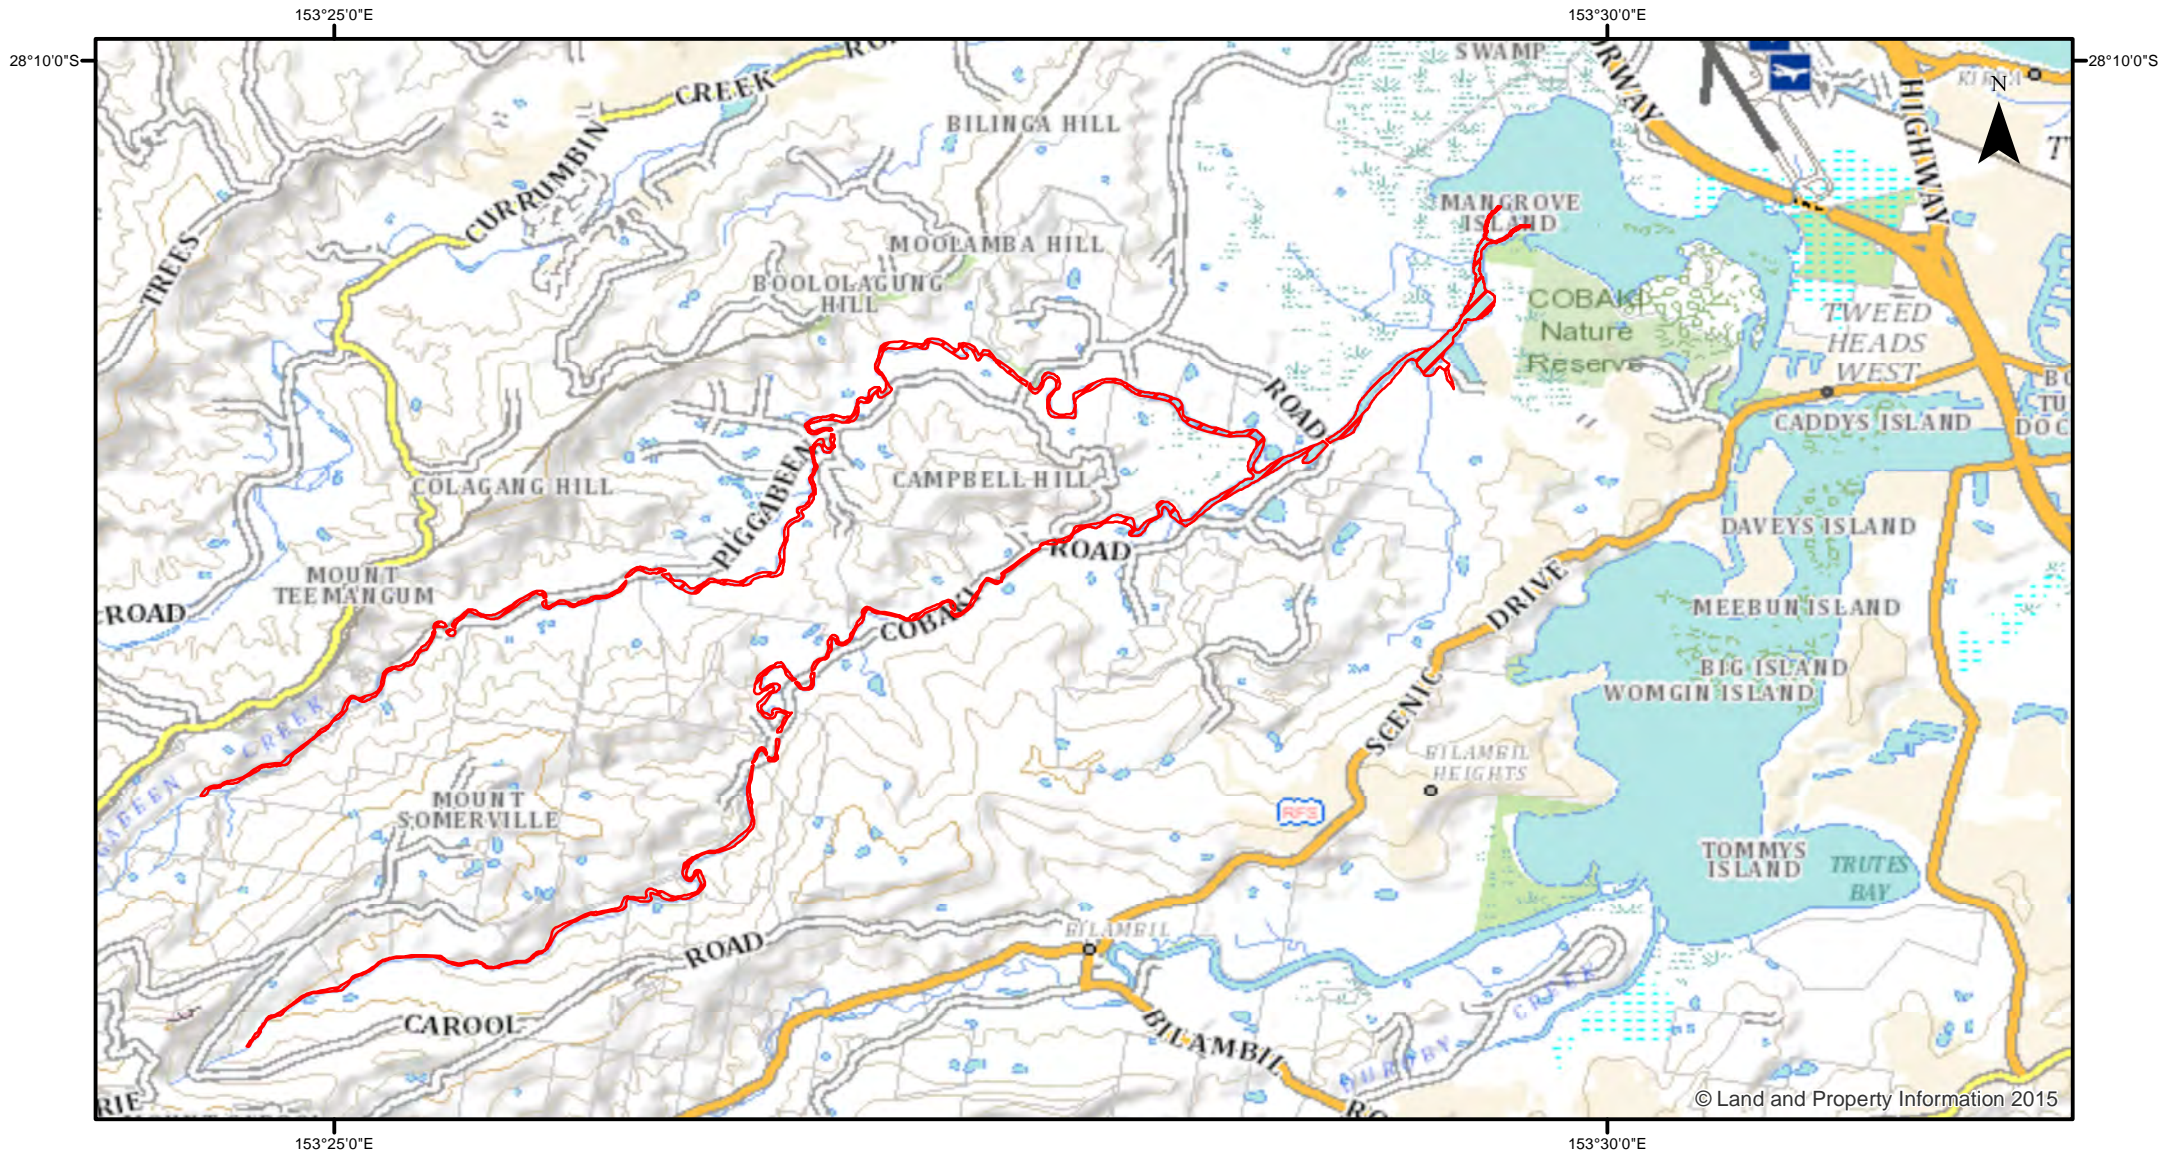 153°25'0"E
153°30'0"E
28°10'0"S
28°10'0"S
SWAMP
CREEK
HIGHWAY
KIRRA
N
BILINGA HILL
CURRUMBIN
MANGROVE
ISLAND
TREES
MOOLAMBA HILL
BOOLOLAGUNG
HILL
COBAKI
Nature
Reserve
TWEED
HEADS
WEST
ROAD
CADDYS ISLAND
COLAGANG HILL
CAMPBELL HILL
PIGGABEEN
DAVEYS ISLAND
ROAD
MOUNT
TEEMANGUM
ROAD
COBAKI
DRIVE
MEEBUN ISLAND
BIG ISLAND
WOMGIN ISLAND
SCENIC
CREEK
BILAMBIL
HEIGHTS
MOUNT
SOMERVILLE
RFS
TOMMYS
ISLAND
TRUTES
BAY
BILAMBIL
ROAD
CAROOL
CREEK
BILAMBIL
DUROBY
© Land and Property Information 2015
153°25'0"E
153°30'0"E